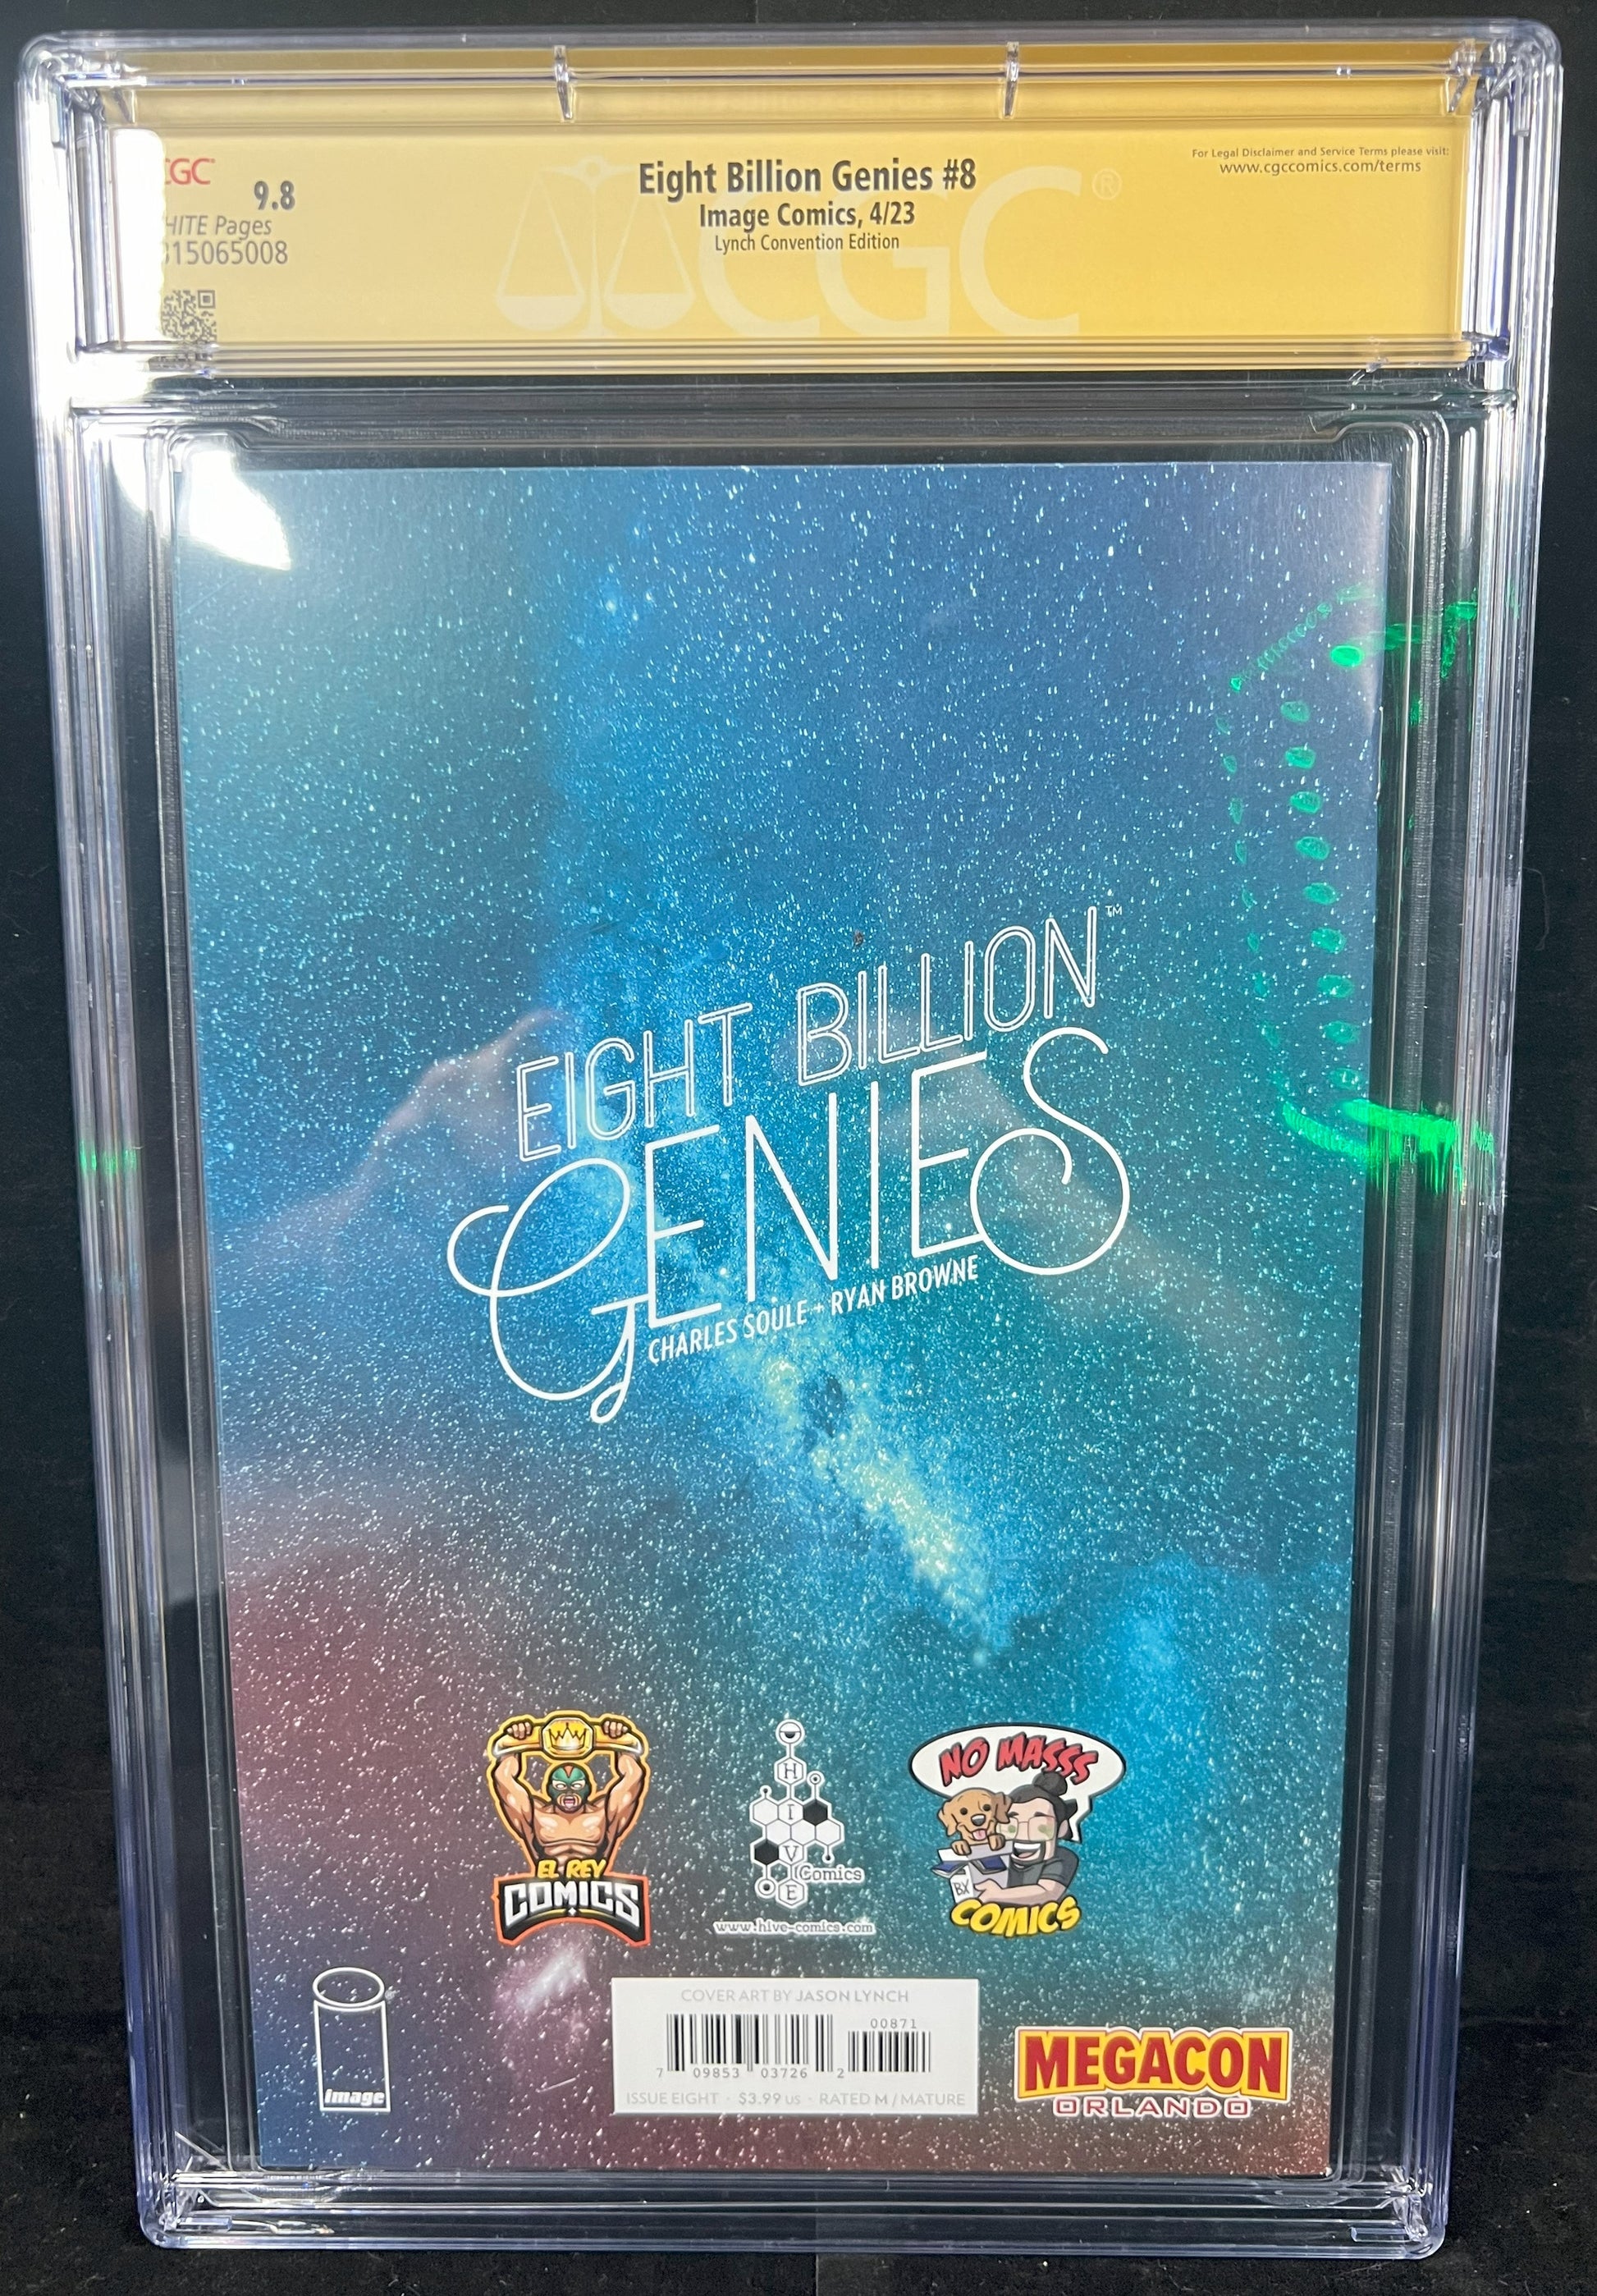 CGC
9.8
HITE Pages
315065008
Eight Billion Genies #8
Image Comics, 4/23
Lynch Convention Edition
For Legal Disclaimer and Service Terms please visit:
www.cgccomics.com/terms
CGC®
EIGHT BILLION™
GENIES
CHARLES SOULE + RYAN BROWNE
EL REY
COMICS
HIVE
Comics
www.hive-comics.com
NO MASSS
BX
COMICS
image
COVER ART BY JASON LYNCH
00871
7 09853 03726 2
ISSUE EIGHT · $3.99 US · RATED M / MATURE
MEGACON
ORLANDO